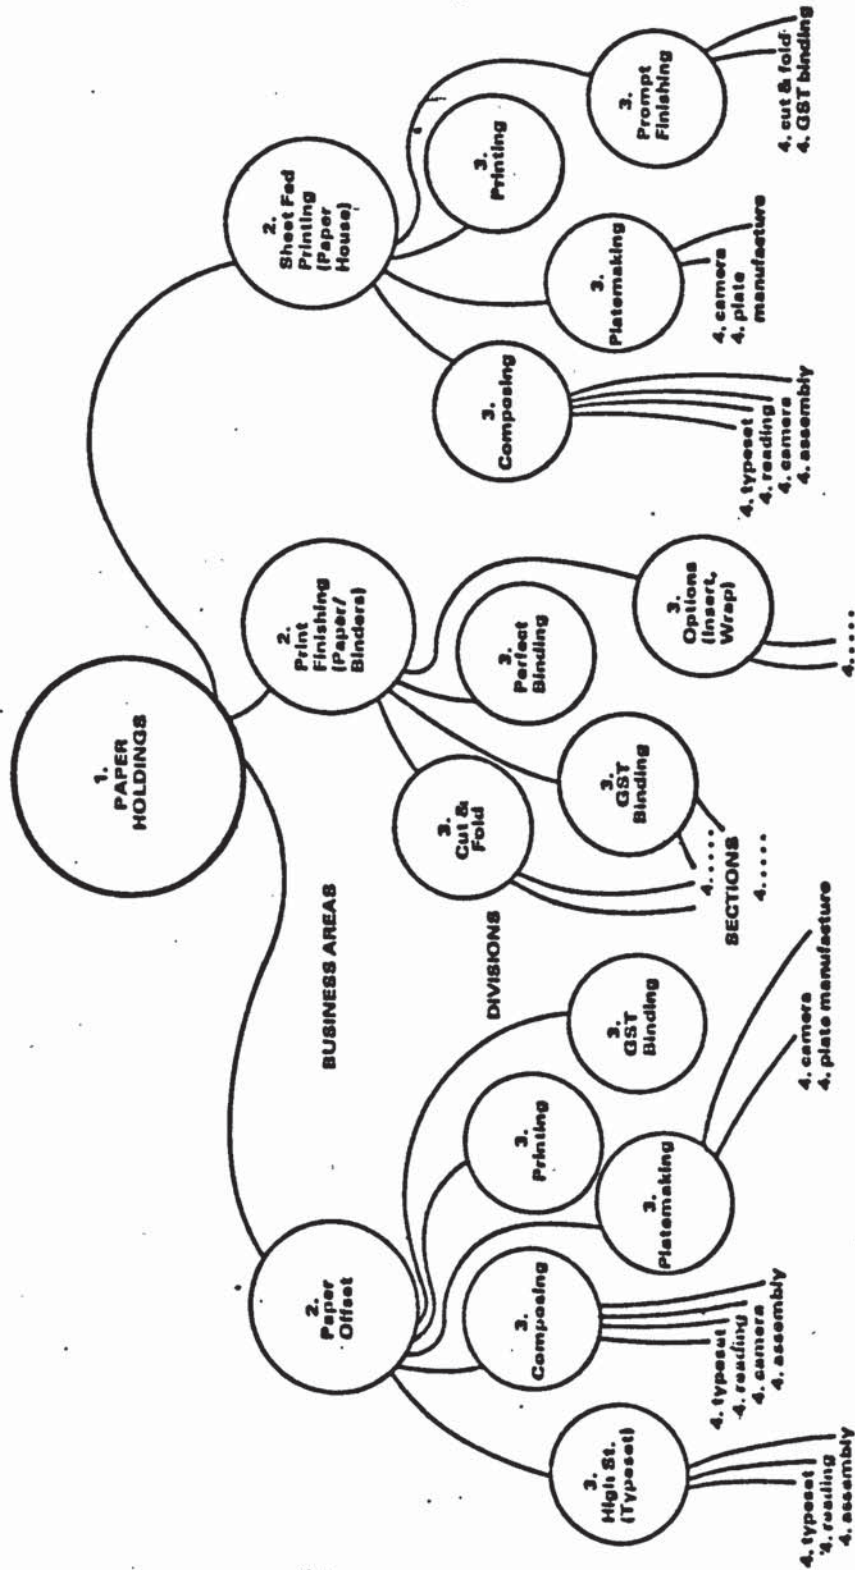 1.
PAPER
HOLDINGS
BUSINESS AREAS
2.
Paper
Offset
2.
Print
Finishing
(Paper/
Binders)
2.
Sheet Fed
Printing
(Paper
House)
DIVISIONS
3.
High St.
(Typeset)
4. typeset
4. reading
4. assembly
3.
Composing
4. typeset
4. reading
4. camera
4. assembly
3.
Platemaking
4. camera
4. plate manufacture
3.
Printing
3.
GST
Binding
3.
Cut &
Fold
4.....
SECTIONS
4.....
3.
GST
Binding
3.
Perfect
Binding
3.
Options
(Insert,
Wrap)
4.....
3.
Composing
4. typeset
4. reading
4. camera
4. assembly
3.
Platemaking
4. camera
4. plate
manufacture
3.
Printing
3.
Prompt
Finishing
4. cut & fold
4. GST binding